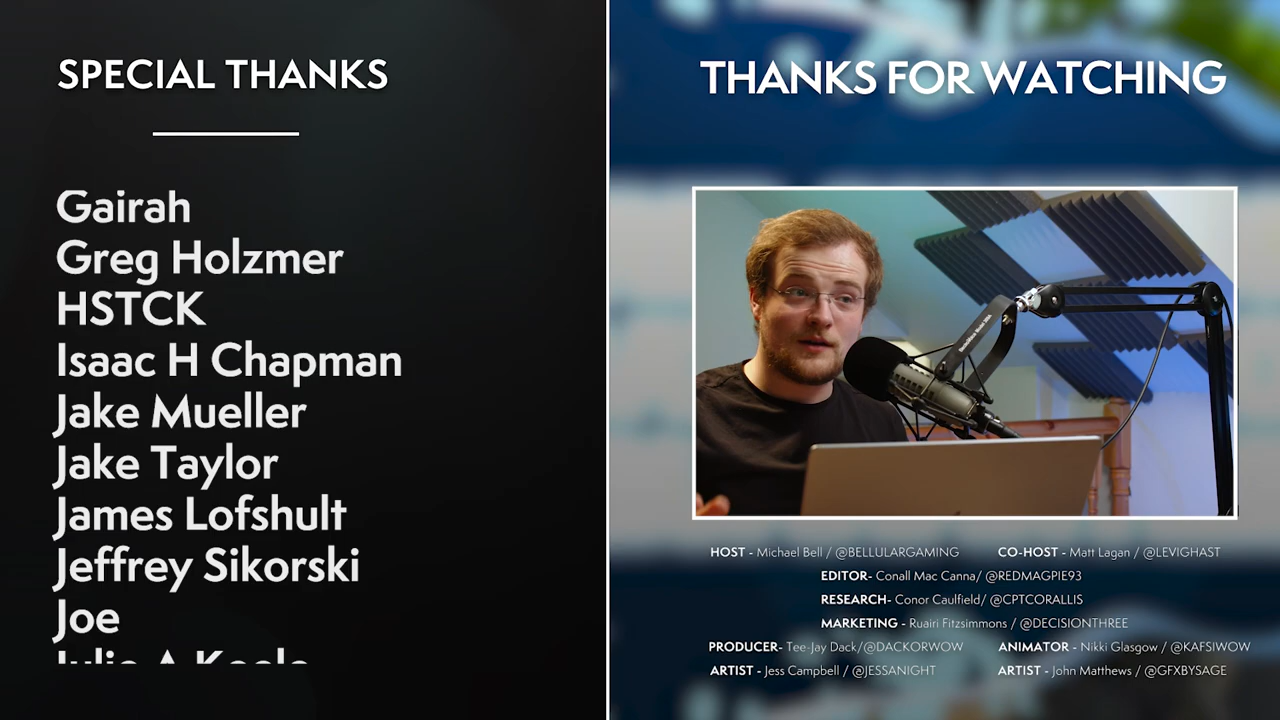 SPECIAL THANKS
Gairah
Greg Holzmer
HSTCK
Isaac H Chapman
Jake Mueller
Jake Taylor
James Lofshult
Jeffrey Sikorski
Joe
THANKS FOR WATCHING
HOST - Michael Bell / @BELLULARGAMING
CO-HOST - Matt Lagan / @LEVIGHAST
EDITOR- Conall Mac Canna/ @REDMAGPIE93
RESEARCH- Conor Caulfield/ @CPTCORALLIS
MARKETING - Ruairi Fitzsimmons / @DECISIONTHREE
PRODUCER- Tee-Jay Dack/@DACKORWOW
ANIMATOR - Nikki Glasgow / @KAFSIWOW
ARTIST - Jess Campbell / @JESSANIGHT
ARTIST - John Matthews / @GFXBYSAGE